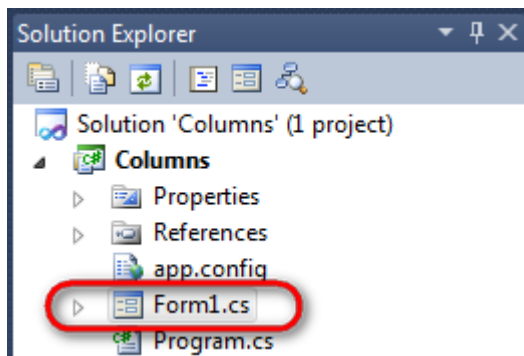 Solution Explorer
Solution 'Columns' (1 project)
Columns
Properties
References
app.config
Form1.cs
Program.cs